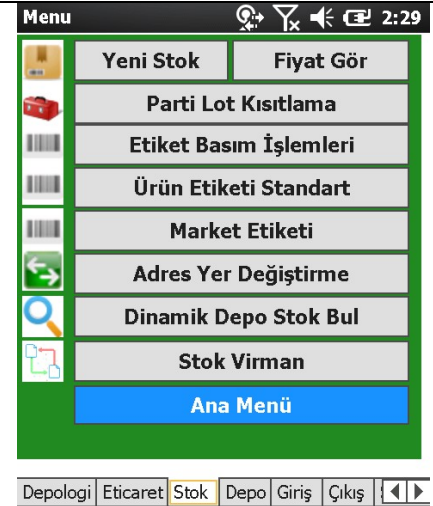 Menu 2:29
Yeni Stok Fiyat Gör
Parti Lot Kısıtlama
Etiket Basım İşlemleri
Ürün Etiketi Standart
Market Etiketi
Adres Yer Değiştirme
Dinamik Depo Stok Bul
Stok Virman
Ana Menü
Depologi Eticaret Stok Depo Giriş Çıkış